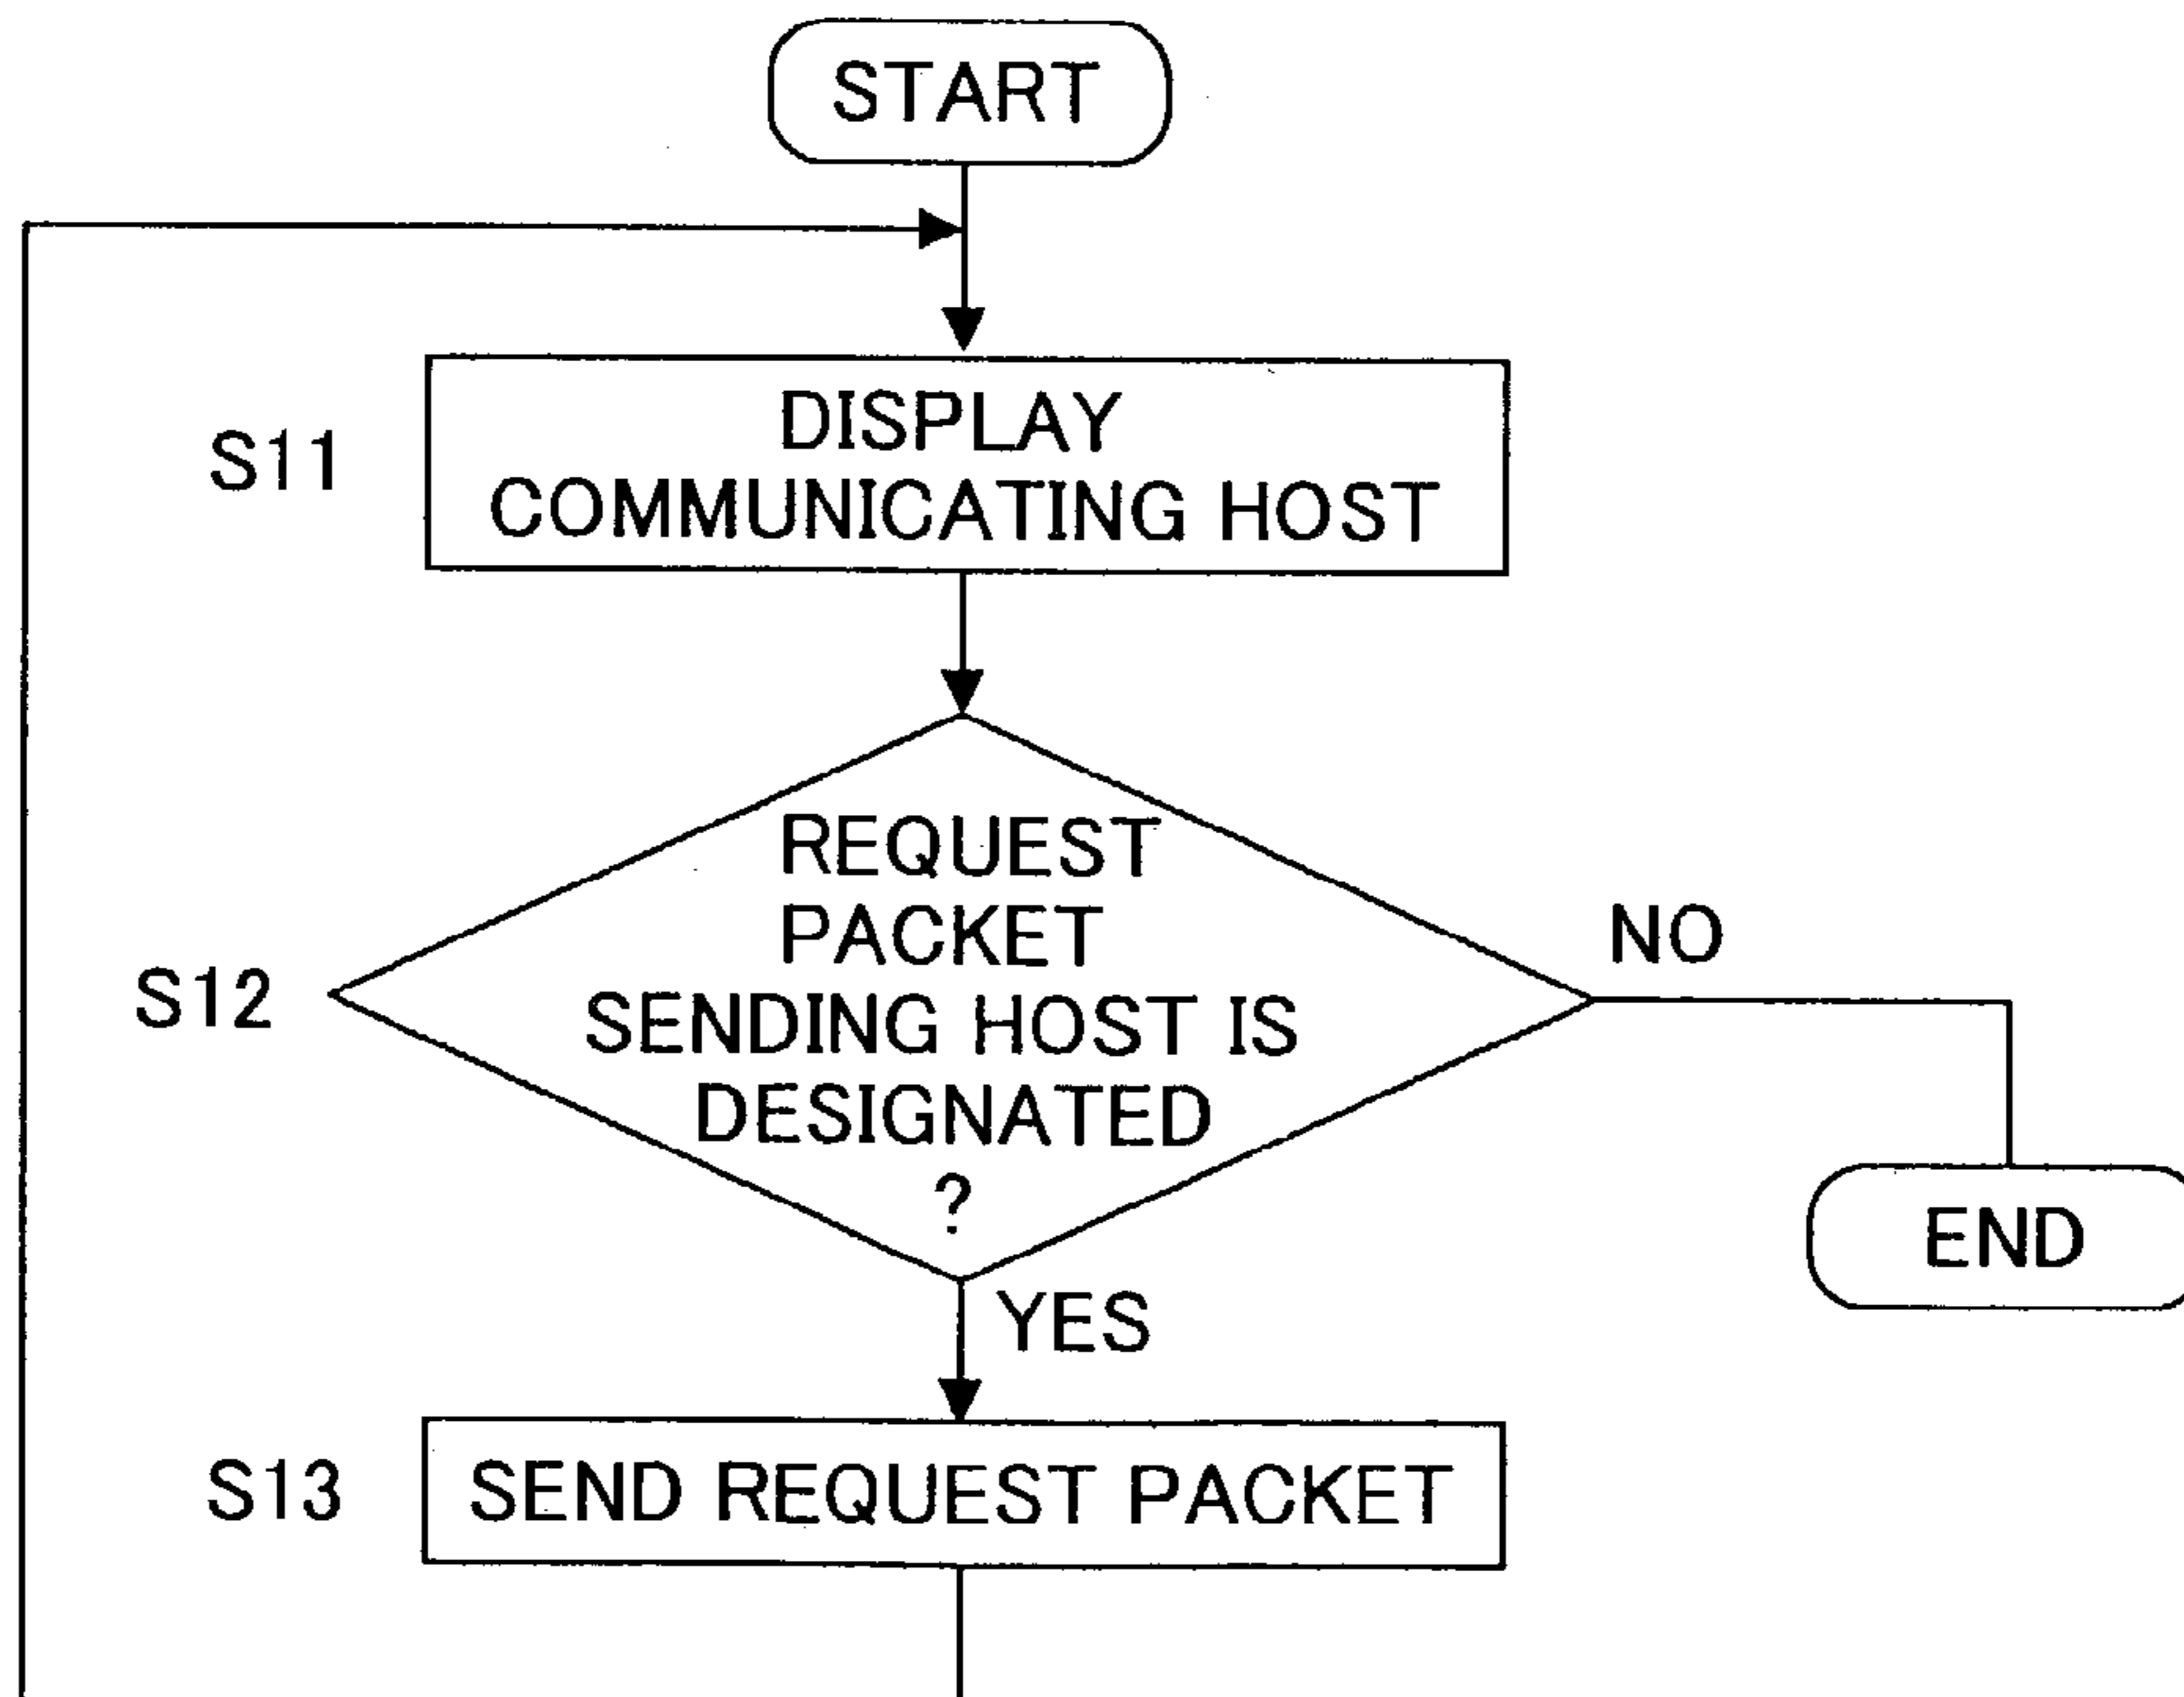 START
S11
DISPLAY
COMMUNICATING HOST
S12
REQUEST
PACKET
SENDING HOST IS
DESIGNATED
?
NO
END
YES
S13
SEND REQUEST PACKET